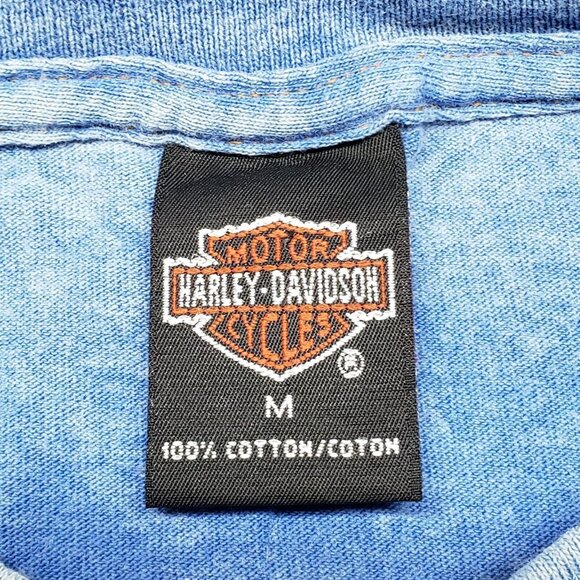 MOTOR
HARLEY-DAVIDSON
CYCLES
®
M
100% COTTON/COTON